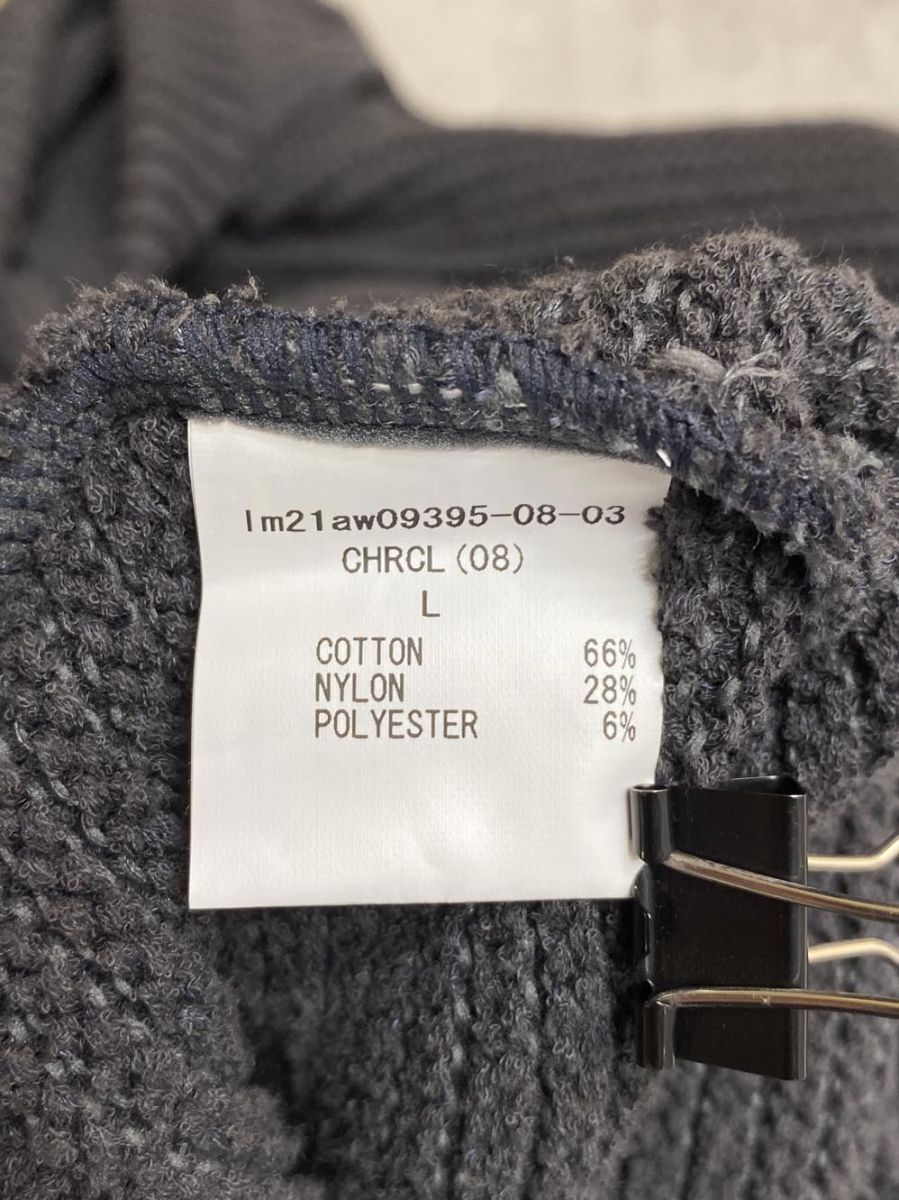 lm21aw09395-08-03
CHRCL(08)
L
COTTON 66%
NYLON 28%
POLYESTER 6%